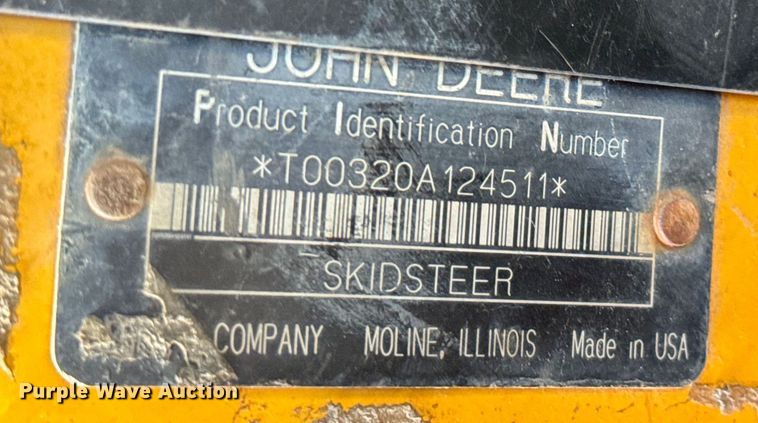 JOHN DEERE
Product Identification Number
*T00320A124511*
SKIDSTEER
COMPANY MOLINE, ILLINOIS Made in USA
Purple Wave Auction